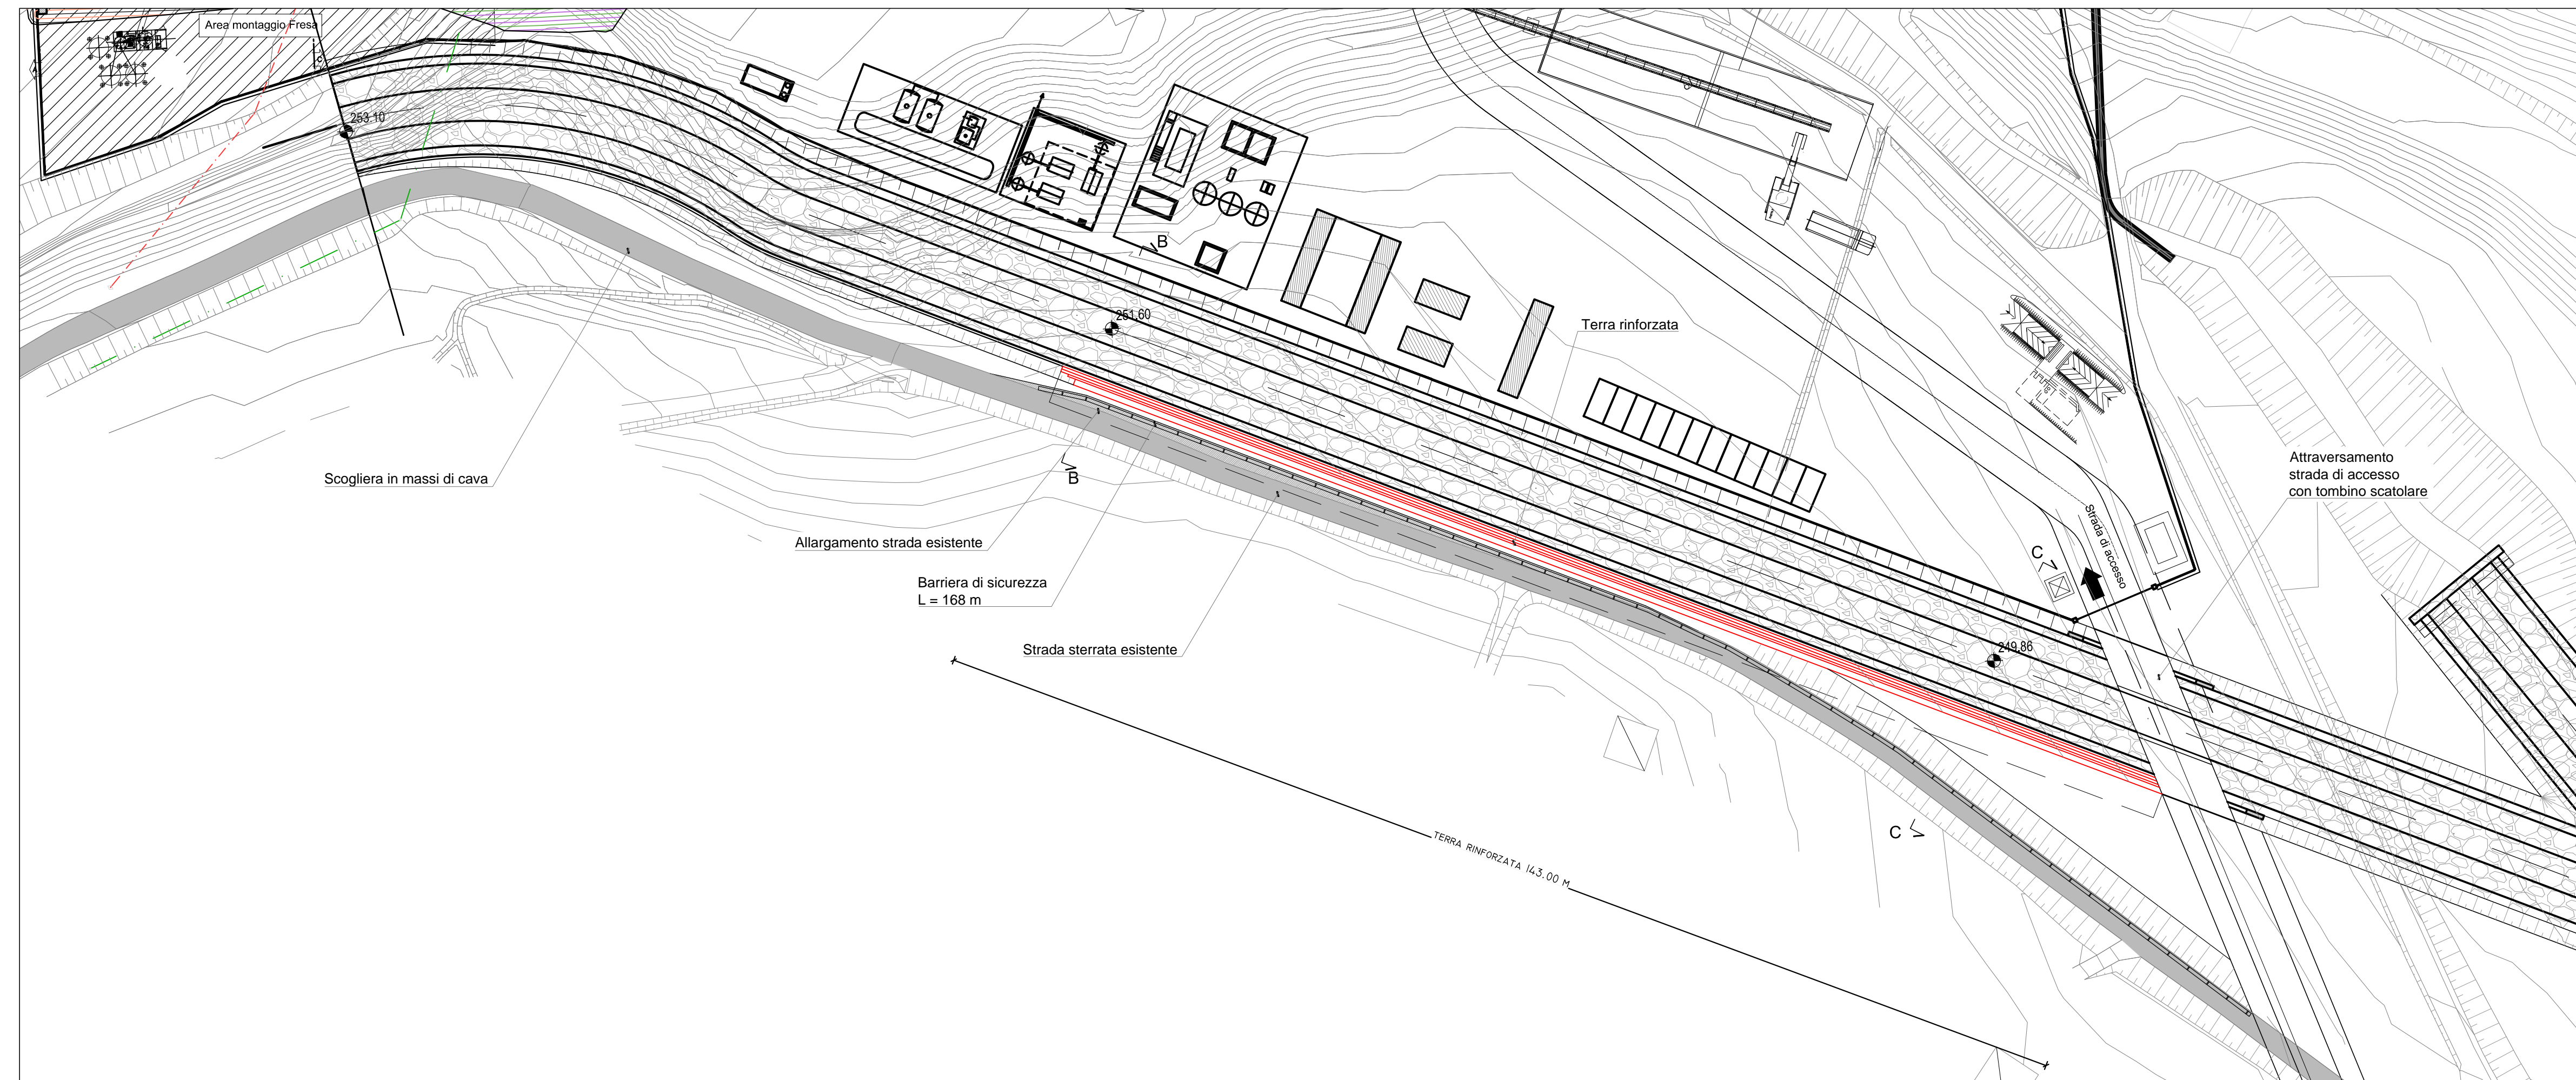 Area montaggio Fresa
253.10
B
251,60
Terra rinforzata
Attraversamento
strada di accesso
con tombino scatolare
Scogliera in massi di cava
B
Strada di accesso
Allargamento strada esistente
C
Barriera di sicurezza
L = 168 m
Strada sterrata esistente
249,86
C
TERRA RINFORZATA 143.00 M